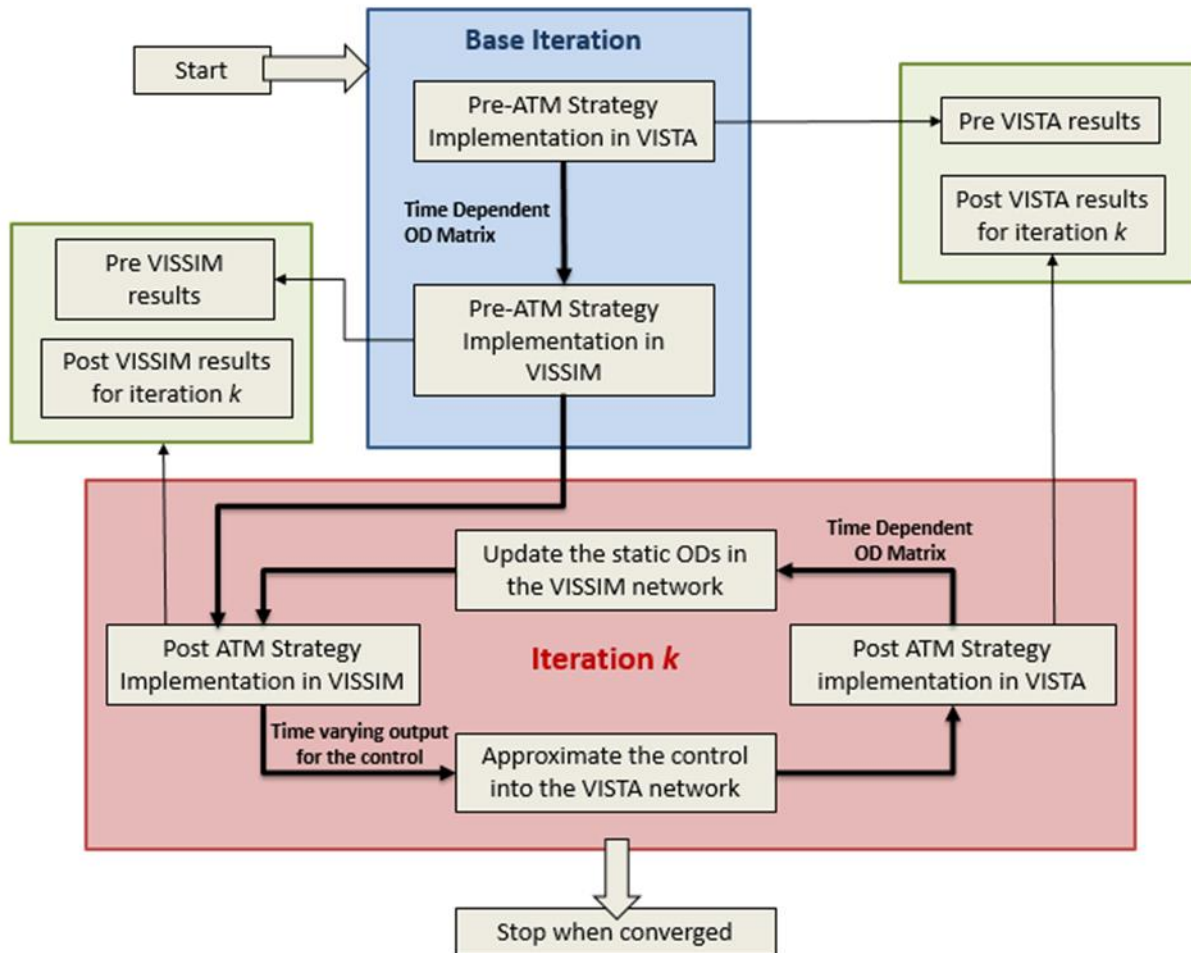 Base Iteration
Start
Pre-ATM Strategy
Implementation in VISTA
Pre VISTA results
Time Dependent
OD Matrix
Post VISTA results
for iteration k
Pre VISSIM
results
Pre-ATM Strategy
Implementation in
VISSIM
Post VISSIM results
for iteration k
Update the static ODs in
the VISSIM network
Time Dependent
OD Matrix
Post ATM Strategy
Implementation in VISSIM
Iteration k
Post ATM Strategy
implementation in VISTA
Time varying output
for the control
Approximate the control
into the VISTA network
Stop when converged